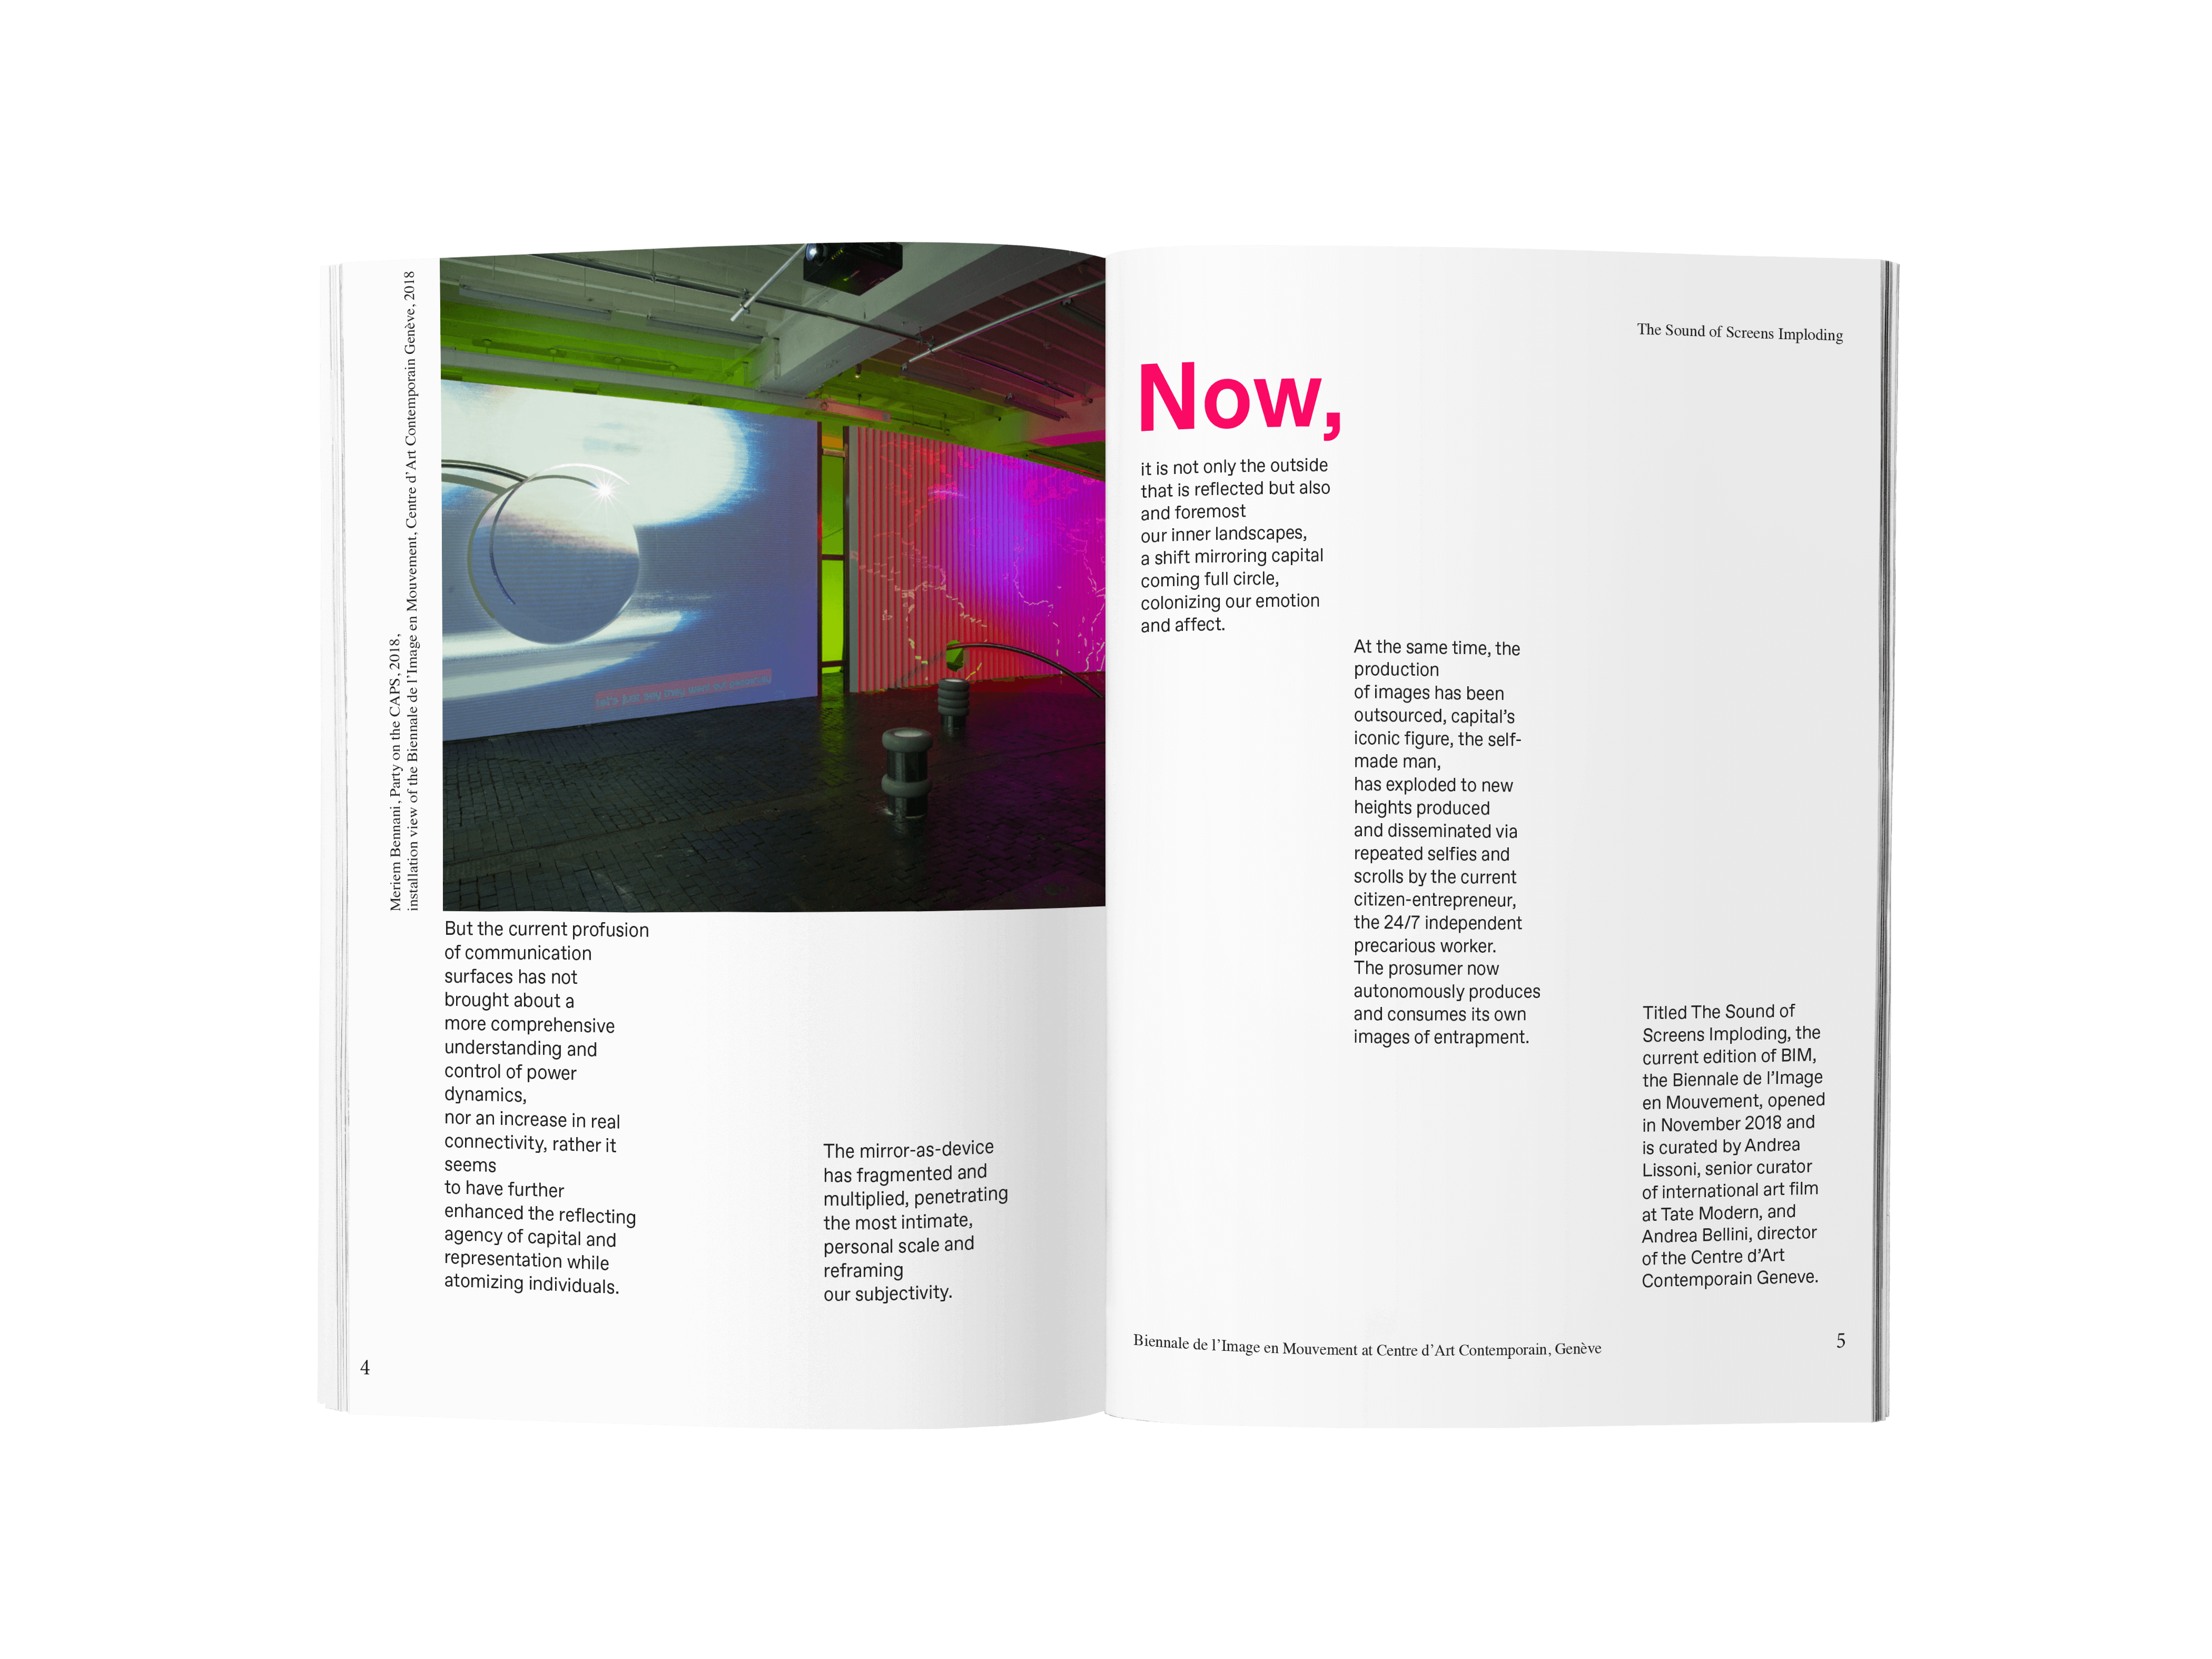 Meriem Bennani, Party on the CAPS, 2018,
installation view of the Biennale de l'Image en Mouvement, Centre d'Art Contemporain Genève, 2018
But the current profusion
of communication
surfaces has not
brought about a
more comprehensive
understanding and
control of power
dynamics,
nor an increase in real
connectivity, rather it
seems
to have further
enhanced the reflecting
agency of capital and
representation while
atomizing individuals.
The mirror-as-device
has fragmented and
multiplied, penetrating
the most intimate,
personal scale and
reframing
our subjectivity.
4
The Sound of Screens Imploding
Now,
it is not only the outside
that is reflected but also
and foremost
our inner landscapes,
a shift mirroring capital
coming full circle,
colonizing our emotion
and affect.
At the same time, the
production
of images has been
outsourced, capital's
iconic figure, the self-
made man,
has exploded to new
heights produced
and disseminated via
repeated selfies and
scrolls by the current
citizen-entrepreneur,
the 24/7 independent
precarious worker.
The prosumer now
autonomously produces
and consumes its own
images of entrapment.
Titled The Sound of
Screens Imploding, the
current edition of BIM,
the Biennale de l'Image
en Mouvement, opened
in November 2018 and
is curated by Andrea
Lissoni, senior curator
of international art film
at Tate Modern, and
Andrea Bellini, director
of the Centre d'Art
Contemporain Geneve.
Biennale de l'Image en Mouvement at Centre d'Art Contemporain, Genève
5